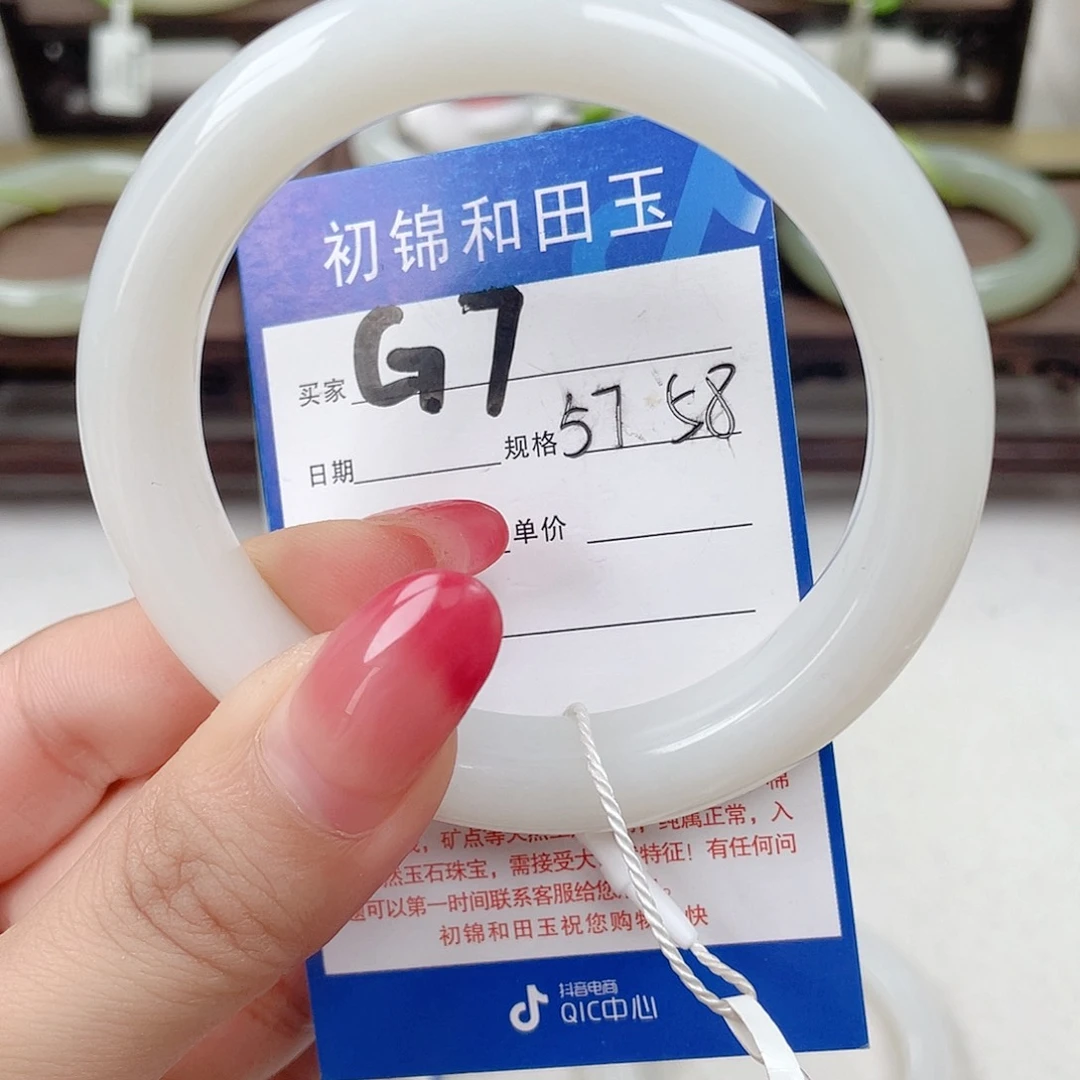 初锦和田玉
买家 G7
日期 规格 57 58
单价
棉
矿点等天然 纯属正常，入
然玉石珠宝，需接受大 特征！有任何问
题可以第一时间联系客服给您
初锦和田玉祝您购物 快
抖音电商
QIC中心